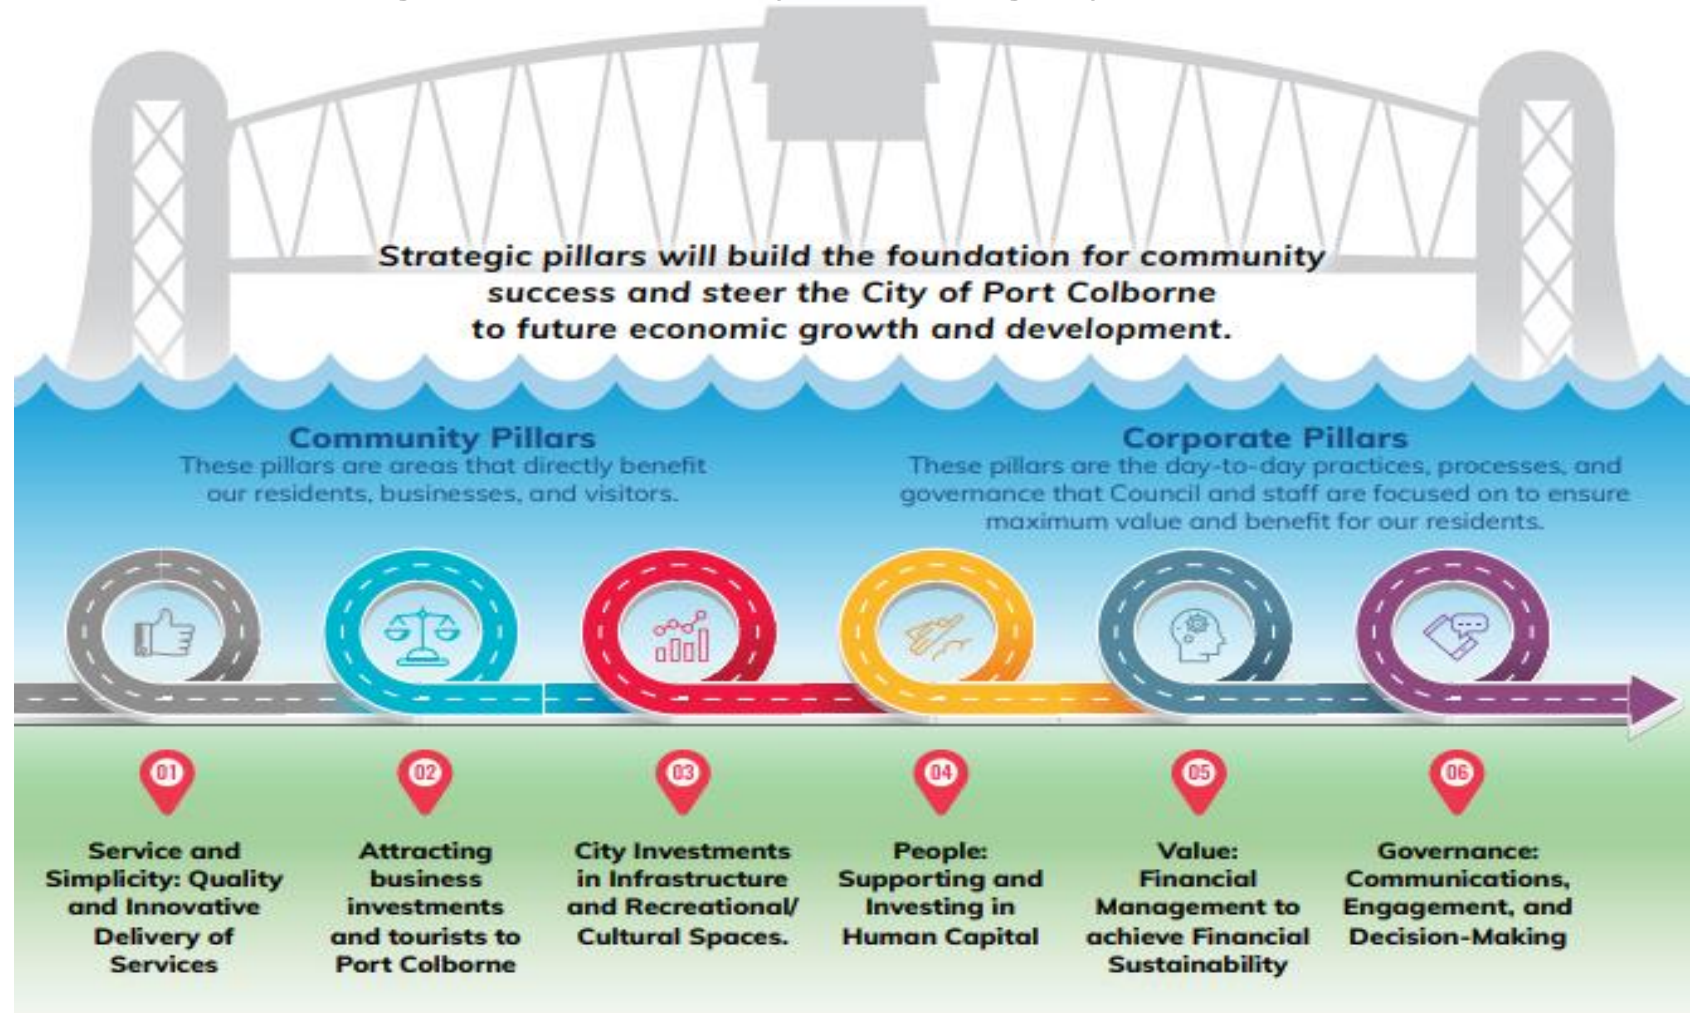 Strategic pillars will build the foundation for community
success and steer the City of Port Colborne
to future economic growth and development.
Community Pillars
These pillars are areas that directly benefit
our residents, businesses, and visitors.
Corporate Pillars
These pillars are the day-to-day practices, processes, and
governance that Council and staff are focused on to ensure
maximum value and benefit for our residents.
01
Service and
Simplicity: Quality
and Innovative
Delivery of
Services
02
Attracting
business
investments
and tourists to
Port Colborne
03
City Investments
in Infrastructure
and Recreational/
Cultural Spaces.
04
People:
Supporting and
Investing in
Human Capital
05
Value:
Financial
Management to
achieve Financial
Sustainability
06
Governance:
Communications,
Engagement, and
Decision-Making